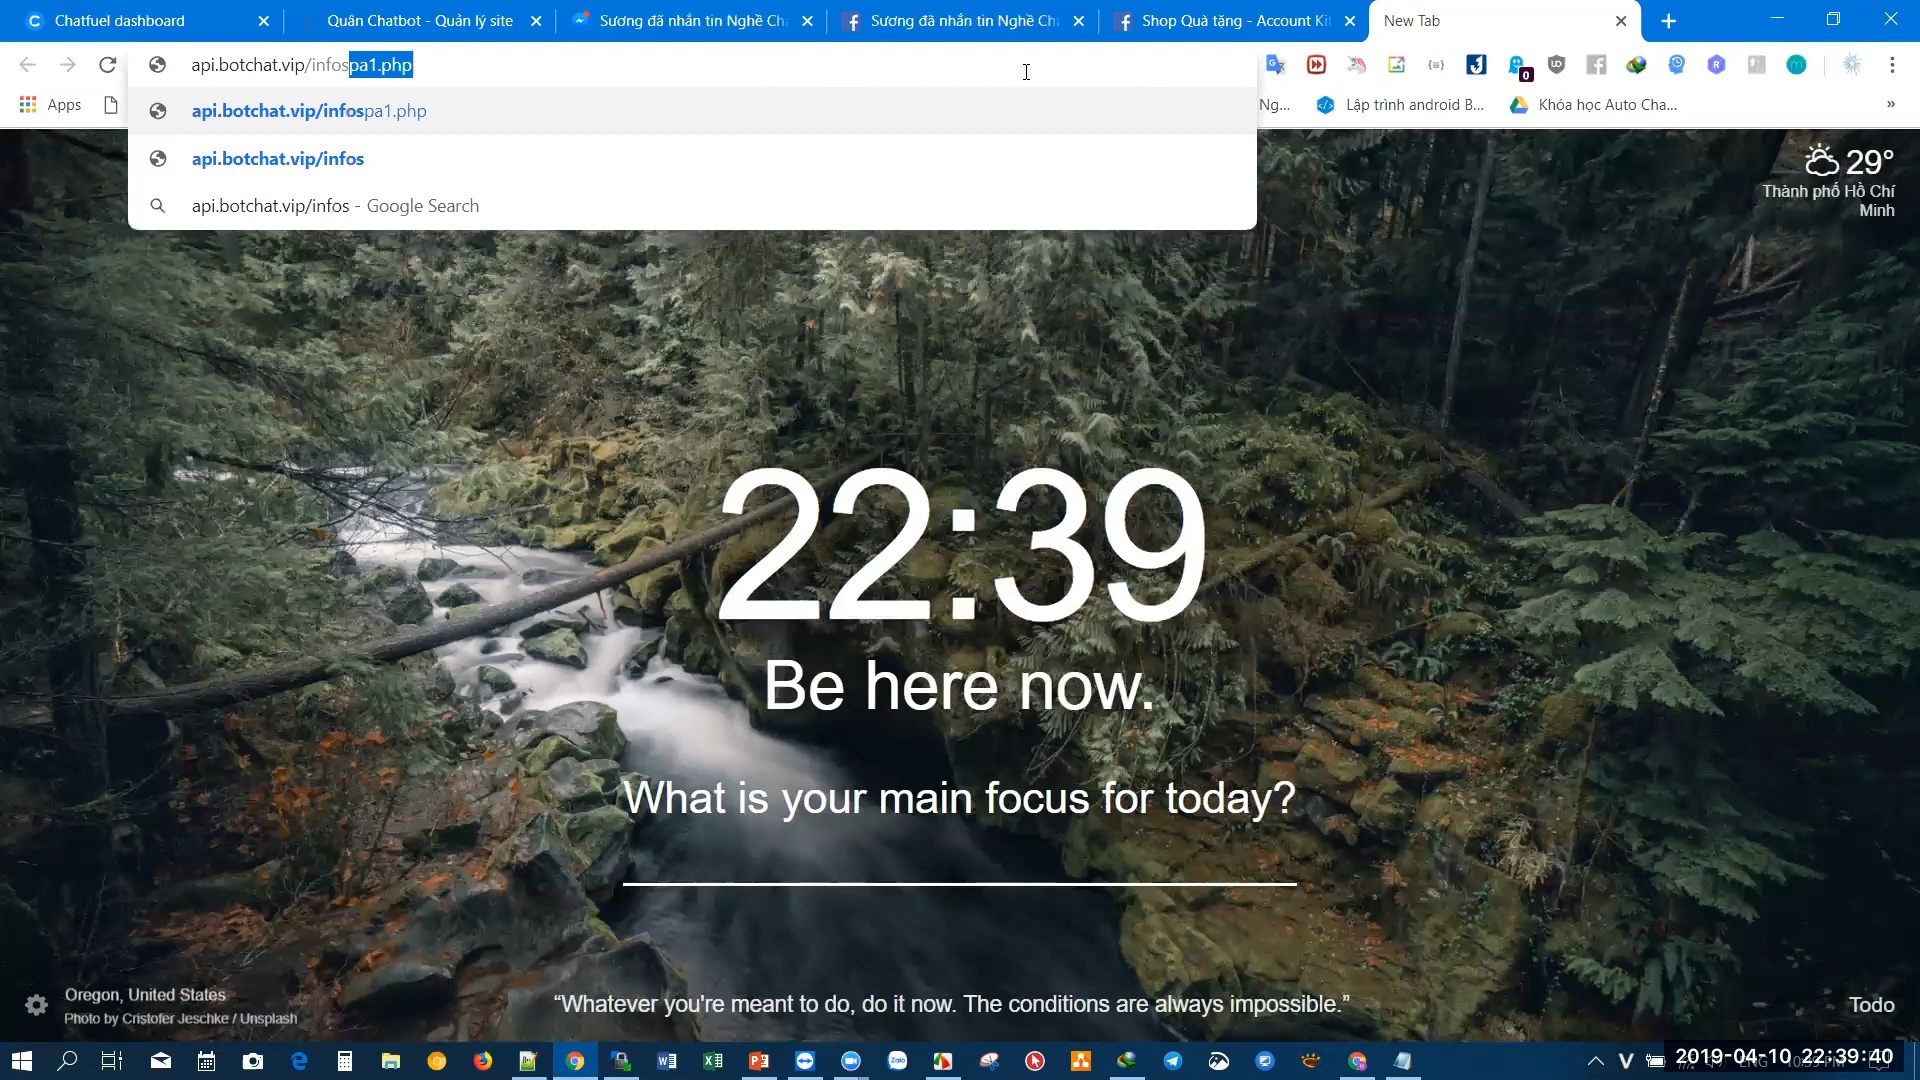 Chatfuel dashboard
Quân Chatbot - Quản lý site
Sương đã nhắn tin Nghề Cha
Sương đã nhắn tin Nghề Ch
Shop Quà tặng - Account Kit
New Tab
api.botchat.vip/infospa1.php
Apps
Ng...
Lập trình android B...
Khóa học Auto Cha...
»
api.botchat.vip/infospa1.php
api.botchat.vip/infos
api.botchat.vip/infos - Google Search
29°
Thành phố Hồ Chí
Minh
22:39
Be here now.
What is your main focus for today?
Oregon, United States
Photo by Cristofer Jeschke / Unsplash
“Whatever you're meant to do, do it now. The conditions are always impossible.”
Todo
2019-04-10 22:39:40